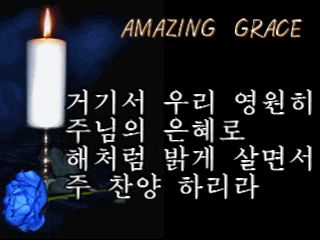 AMAZING GRACE
거기서 우리 영원히
주님의 은혜로
해처럼 밝게 살면서
주 찬양 하리라